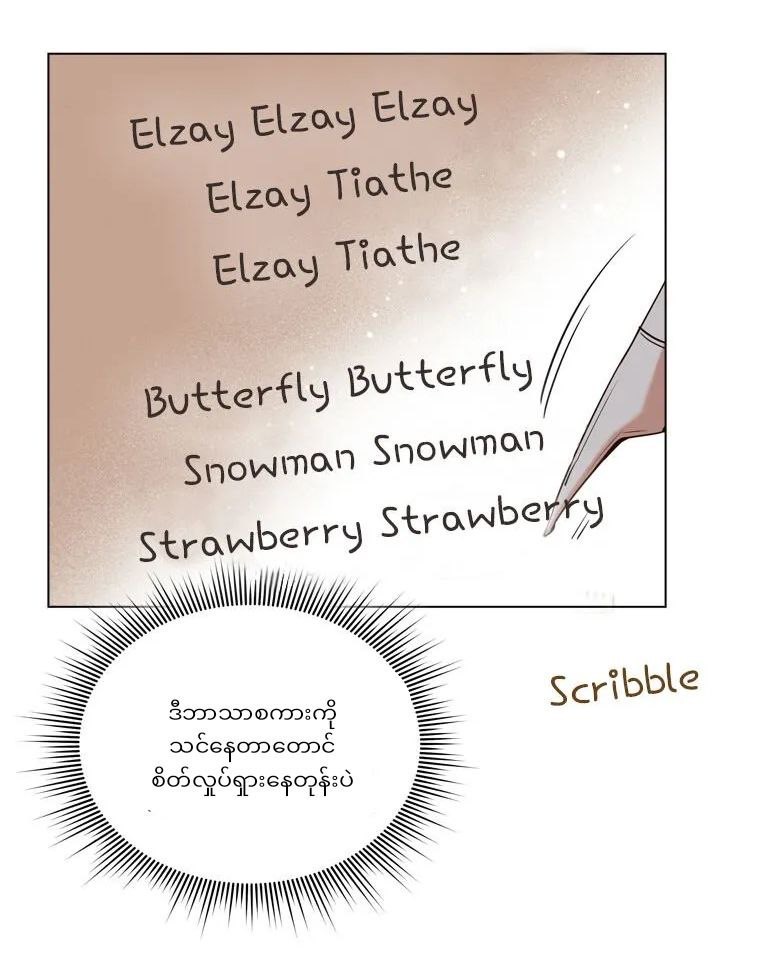 Elzay Elzay Elzay
Elzay Tiathe
Elzay Tiathe
Butterfly Butterfly
Snowman Snowman
Strawberry Strawberry
Scribble
ဒီဘာသာစကားကို
သင်နေတာတောင်
စိတ်လှုပ်ရှားနေတုန်းပဲ